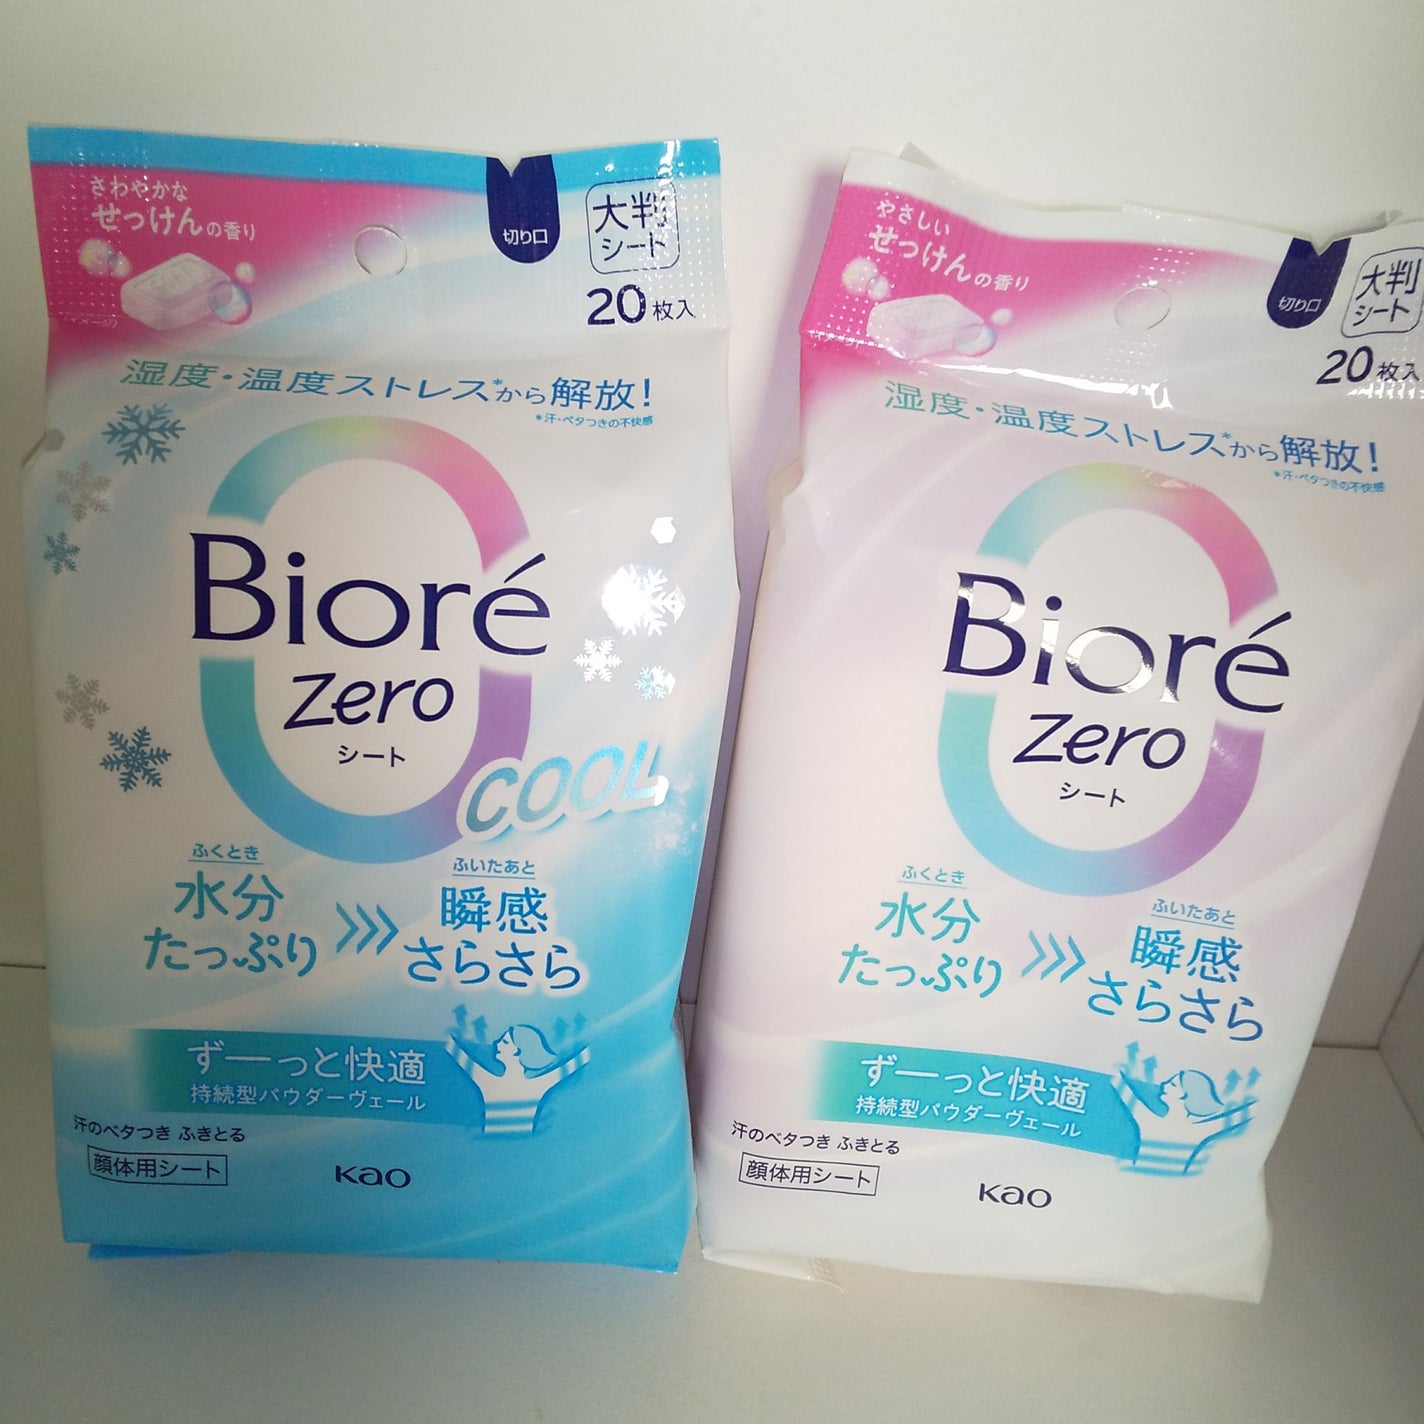 さわやかな
せっけんの香り
(イメージ)
切り口
大判
シート
20枚入
湿度・温度ストレス*から解放!
*汗・ベタつきの不快感
Bioré
zero
シート
COOL
ふくとき
水分
たっぷり
ふいたあと
瞬感
さらさら
ずーっと快適
持続型パウダーヴェール
汗のベタつき ふきとる
顔体用シート
Kao
やさしい
せっけんの香り
(イメージ)
切り口
大判
シート
20枚入
湿度・温度ストレス*から解放!
*汗・ベタつきの不快感
Bioré
zero
シート
ふくとき
水分
たっぷり
ふいたあと
瞬感
さらさら
ずーっと快適
持続型パウダーヴェール
汗のベタつき ふきとる
顔体用シート
Kao